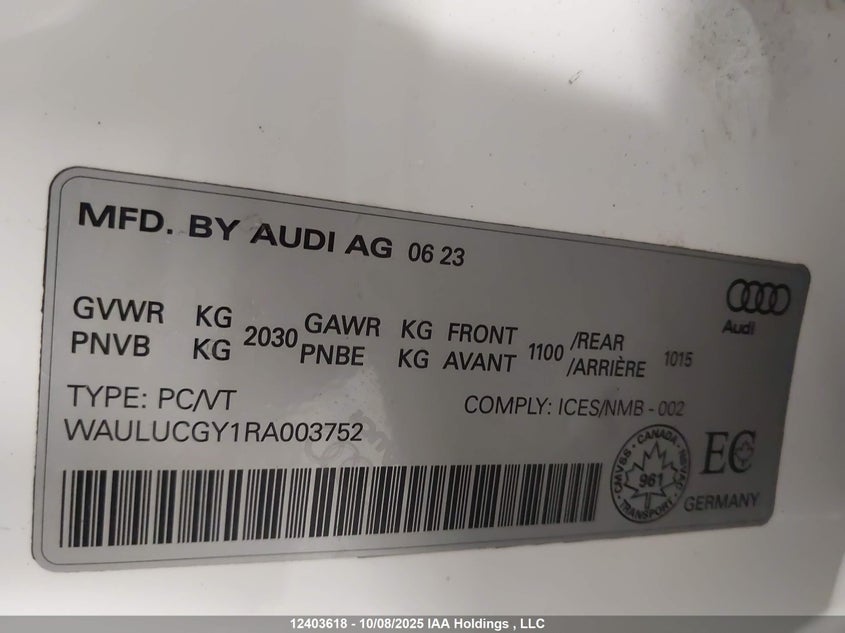 MFD. BY AUDI AG 06 23
Audi
GVWR KG 2030 GAWR KG FRONT 1100 /REAR 1015
PNVB KG PNBE KG AVANT /ARRIÈRE
TYPE: PC/VT COMPLY: ICES/NMB - 002
WAULUCGY1RA003752
CANADA
CMVSS NSVAC
961
TRANSPORT
EC
GERMANY
12403618 - 10/08/2025 IAA Holdings , LLC